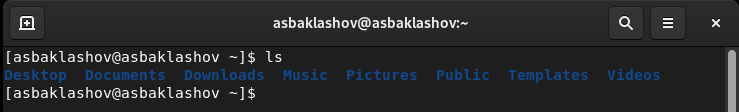 asbaklashov@asbaklashov:~
[asbaklashov@asbaklashov ~]$ ls
Desktop  Documents  Downloads  Music  Pictures  Public  Templates  Videos
[asbaklashov@asbaklashov ~]$